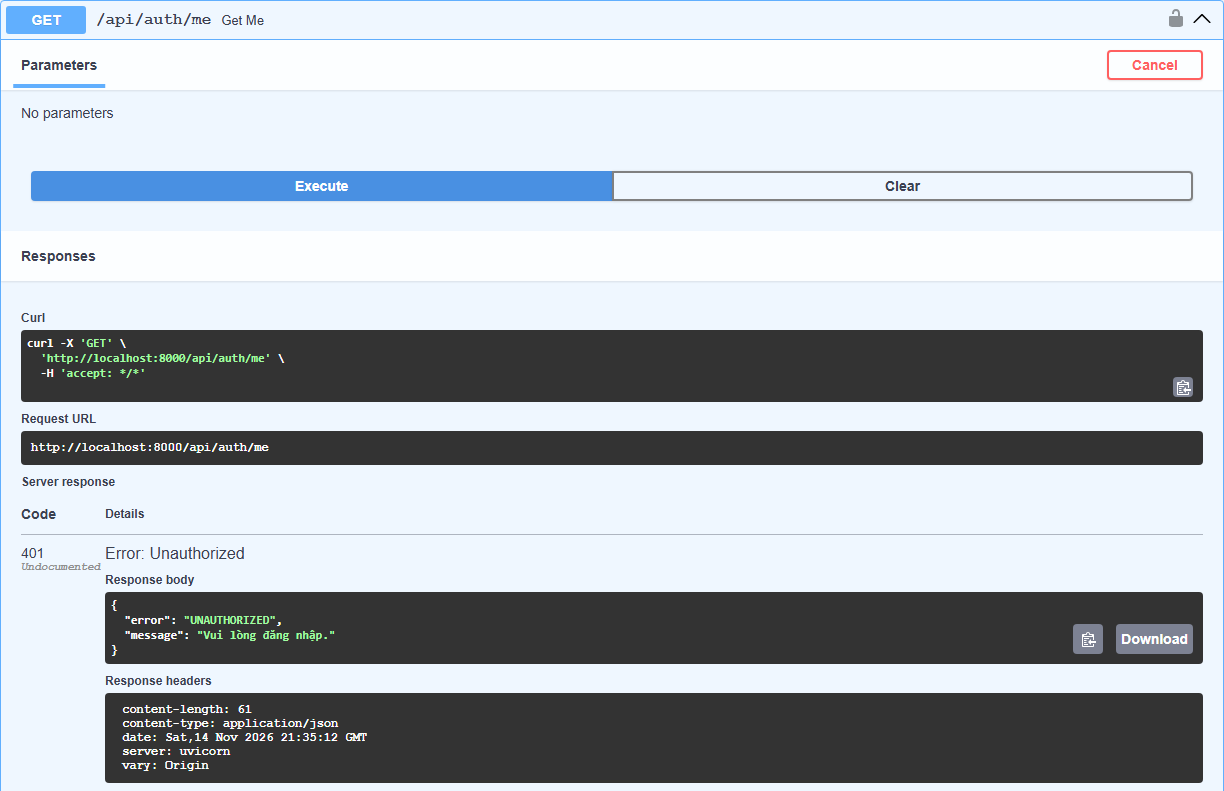 GET /api/auth/me Get Me
Parameters
Cancel
No parameters
Execute
Clear
Responses
Curl
curl -X 'GET' \
'http://localhost:8000/api/auth/me' \
-H 'accept: */*'
Request URL
http://localhost:8000/api/auth/me
Server response
Code Details
401 Error: Unauthorized
Undocumented
Response body
{
"error": "UNAUTHORIZED",
"message": "Vui lòng đăng nhập."
}
Download
Response headers
content-length: 61
content-type: application/json
date: Sat,14 Nov 2026 21:35:12 GMT
server: uvicorn
vary: Origin